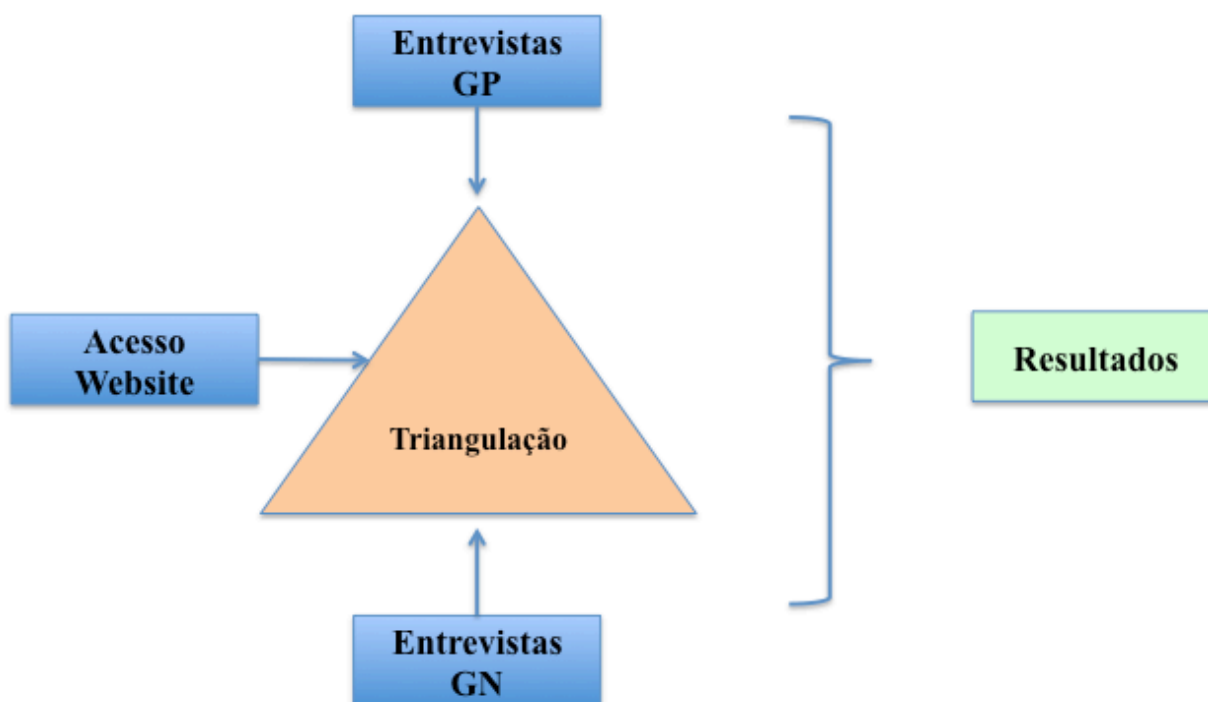 Entrevistas
GP
Acesso
Website
Triangulação
Resultados
Entrevistas
GN